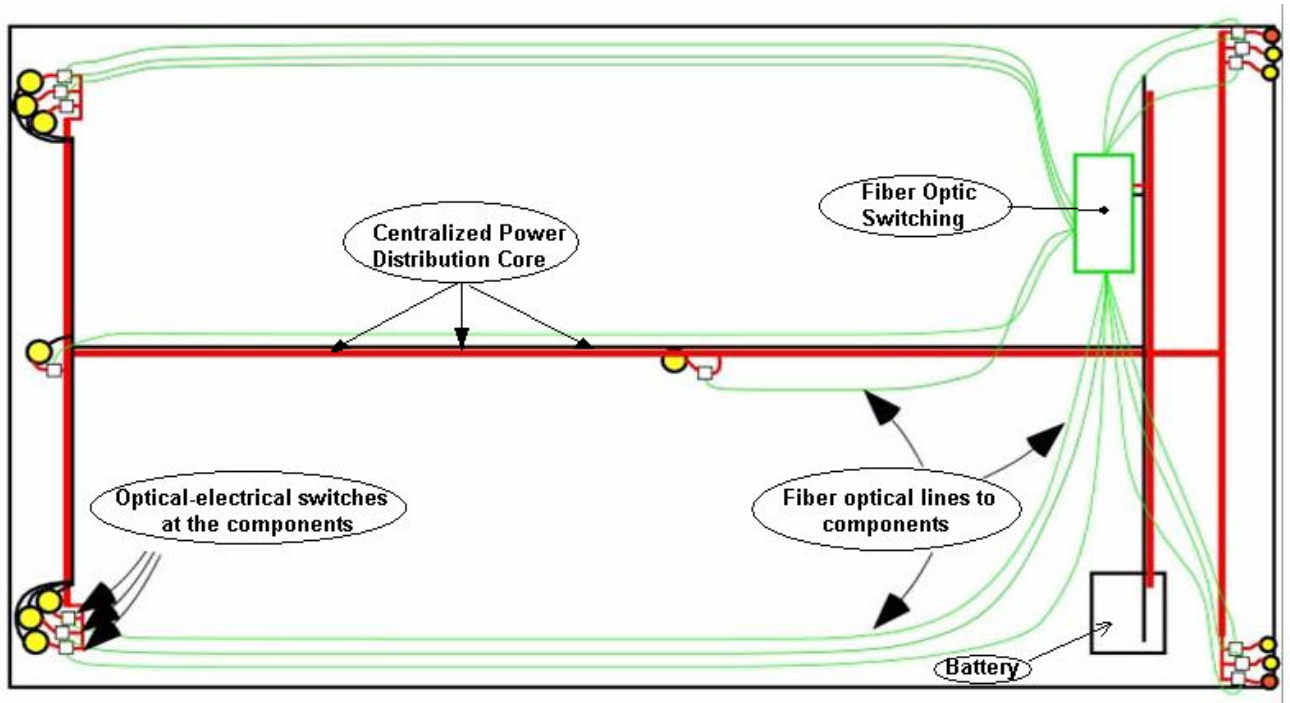 Fiber Optic
Switching
Centralized Power
Distribution Core
Optical-electrical switches
at the components
Fiber optical lines to
components
Battery